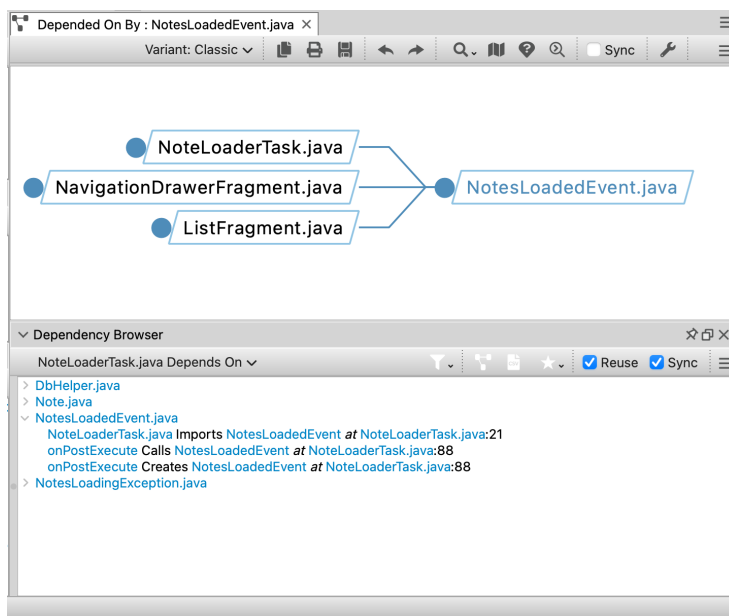 Depended On By : NotesLoadedEvent.java
Variant: Classic
Sync
NoteLoaderTask.java
NavigationDrawerFragment.java
NotesLoadedEvent.java
ListFragment.java
Dependency Browser
NoteLoaderTask.java Depends On
Reuse
Sync
DbHelper.java
Note.java
NotesLoadedEvent.java
NoteLoaderTask.java Imports NotesLoadedEvent at NoteLoaderTask.java:21
onPostExecute Calls NotesLoadedEvent at NoteLoaderTask.java:88
onPostExecute Creates NotesLoadedEvent at NoteLoaderTask.java:88
NotesLoadingException.java